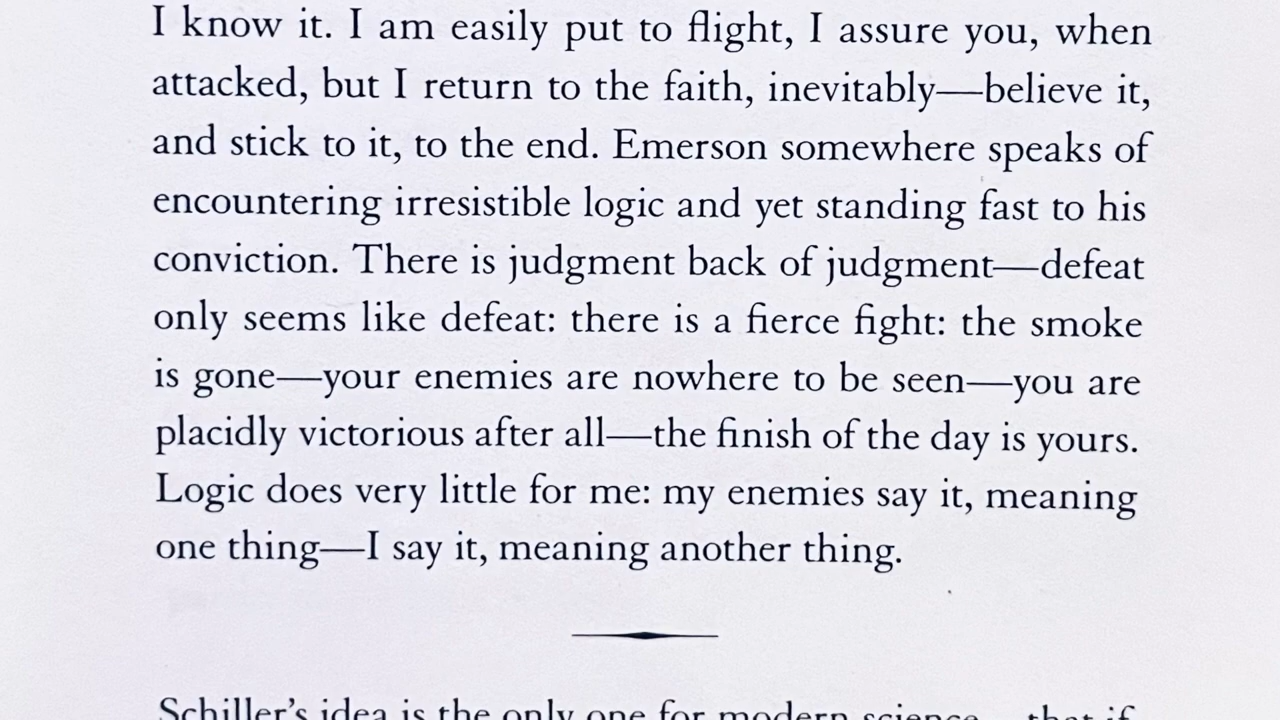 I know it. I am easily put to flight, I assure you, when
attacked, but I return to the faith, inevitably—believe it,
and stick to it, to the end. Emerson somewhere speaks of
encountering irresistible logic and yet standing fast to his
conviction. There is judgment back of judgment—defeat
only seems like defeat: there is a fierce fight: the smoke
is gone—your enemies are nowhere to be seen—you are
placidly victorious after all—the finish of the day is yours.
Logic does very little for me: my enemies say it, meaning
one thing—I say it, meaning another thing.
Schiller's idea is the only one for modern science— that if